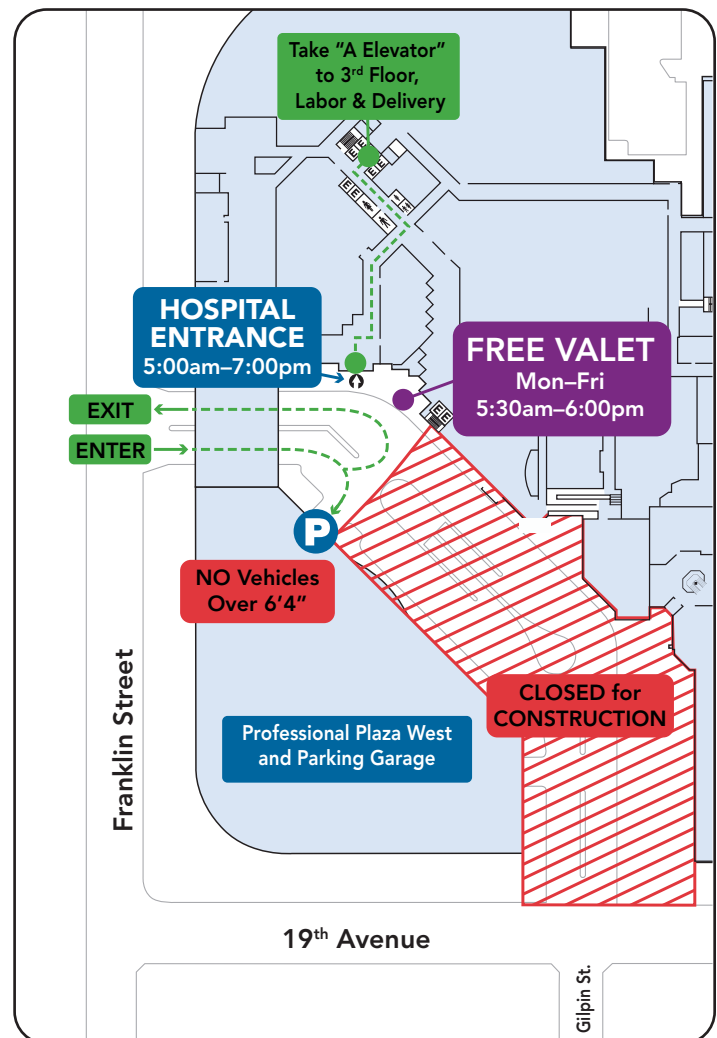 Take “A Elevator”
to 3rd Floor,
Labor & Delivery
E E
E E
E E
E E
HOSPITAL
ENTRANCE
5:00am–7:00pm
FREE VALET
Mon–Fri
5:30am–6:00pm
E E
EXIT
ENTER
P
NO Vehicles
Over 6’4”
CLOSED for
CONSTRUCTION
Professional Plaza West
and Parking Garage
Franklin Street
19th Avenue
Gilpin St.